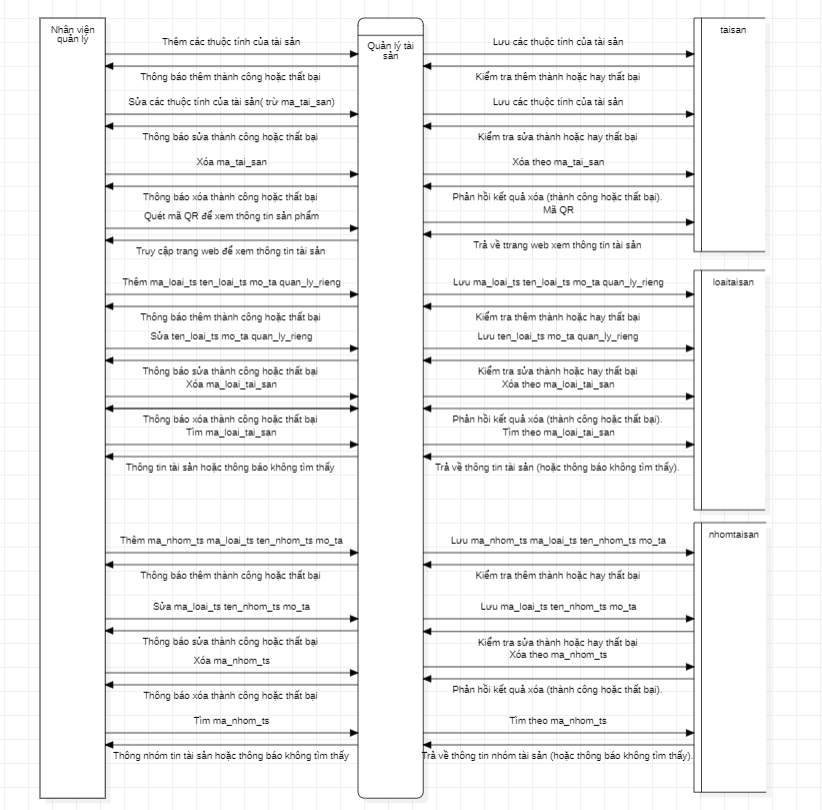 Nhân viên
quản lý
Quản lý tài
sản
taisan
Thêm các thuộc tính của tài sản
Lưu các thuộc tính của tài sản
Thông báo thêm thành công hoặc thất bại
Kiểm tra thêm thành hoặc hay thất bại
Sửa các thuộc tính của tài sản( trừ ma_tai_san)
Lưu các thuộc tính của tài sản
Thông báo sửa thành công hoặc thất bại
Kiểm tra sửa thành hoặc hay thất bại
Xóa ma_tai_san
Xóa theo ma_tai_san
Thông báo xóa thành công hoặc thất bại
Phản hồi kết quả xóa (thành công hoặc thất bại).
Quét mã QR để xem thông tin sản phẩm
Mã QR
Truy cập trang web để xem thông tin tài sản
Trả về ttrang web xem thông tin tài sản
loaitaisan
Thêm ma_loai_ts ten_loai_ts mo_ta quan_ly_rieng
Lưu ma_loai_ts ten_loai_ts mo_ta quan_ly_rieng
Thông báo thêm thành công hoặc thất bại
Kiểm tra thêm thành hoặc hay thất bại
Sửa ten_loai_ts mo_ta quan_ly_rieng
Lưu ten_loai_ts mo_ta quan_ly_rieng
Thông báo sửa thành công hoặc thất bại
Kiểm tra sửa thành hoặc hay thất bại
Xóa ma_loai_tai_san
Xóa theo ma_loai_tai_san
Thông báo xóa thành công hoặc thất bại
Phản hồi kết quả xóa (thành công hoặc thất bại).
Tìm ma_loai_tai_san
Tìm theo ma_loai_tai_san
Thông tin tài sản hoặc thông báo không tìm thấy
Trả về thông tin tài sản (hoặc thông báo không tìm thấy).
nhomtaisan
Thêm ma_nhom_ts ma_loai_ts ten_nhom_ts mo_ta
Lưu ma_nhom_ts ma_loai_ts ten_nhom_ts mo_ta
Thông báo thêm thành công hoặc thất bại
Kiểm tra thêm thành hoặc hay thất bại
Sửa ma_loai_ts ten_nhom_ts mo_ta
Lưu ma_loai_ts ten_nhom_ts mo_ta
Thông báo sửa thành công hoặc thất bại
Kiểm tra sửa thành hoặc hay thất bại
Xóa ma_nhom_ts
Xóa theo ma_nhom_ts
Thông báo xóa thành công hoặc thất bại
Phản hồi kết quả xóa (thành công hoặc thất bại).
Tìm ma_nhom_ts
Tìm theo ma_nhom_ts
Thông nhóm tin tài sản hoặc thông báo không tìm thấy
Trả về thông tin nhóm tài sản (hoặc thông báo không tìm thấy).